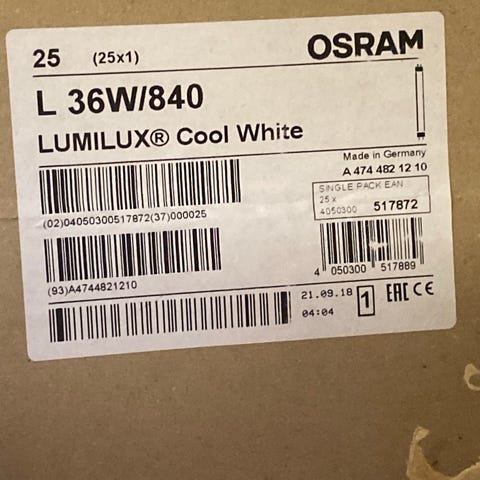 25 (25x1) OSRAM
L 36W/840
LUMILUX® Cool White
Made in Germany
A 474 482 12 10
SINGLE PACK EAN
25 x
4050300 517872
(02)04050300517872(37)000025
4 050300 517889
(93)A4744821210
21.09.18 1 EAC CE
04:04